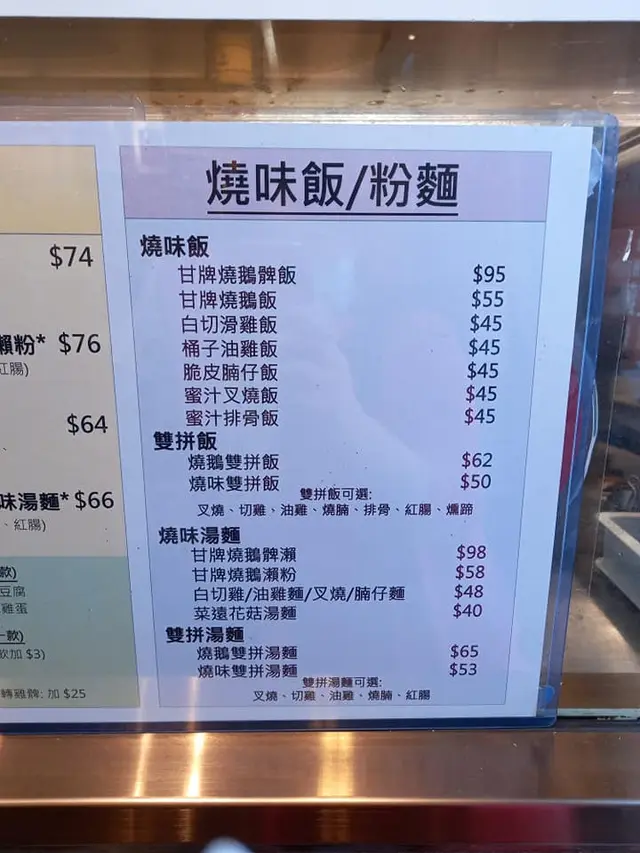 $74
瀨粉* $76
紅腸)
$64
味湯麵* $66
、紅腸)
款)
豆腐
雞蛋
一款)
飲加 $3)
轉雞髀: 加 $25
燒味飯/粉麵
燒味飯
甘牌燒鵝髀飯 $95
甘牌燒鵝飯 $55
白切滑雞飯 $45
桶子油雞飯 $45
脆皮腩仔飯 $45
蜜汁叉燒飯 $45
蜜汁排骨飯 $45
雙拼飯
燒鵝雙拼飯 $62
燒味雙拼飯 $50
雙拼飯可選:
叉燒、切雞、油雞、燒腩、排骨、紅腸、燻蹄
燒味湯麵
甘牌燒鵝髀瀨 $98
甘牌燒鵝瀨粉 $58
白切雞/油雞麵/叉燒/腩仔麵 $48
菜遠花菇湯麵 $40
雙拼湯麵
燒鵝雙拼湯麵 $65
燒味雙拼湯麵 $53
雙拼湯麵可選:
叉燒、切雞、油雞、燒腩、紅腸